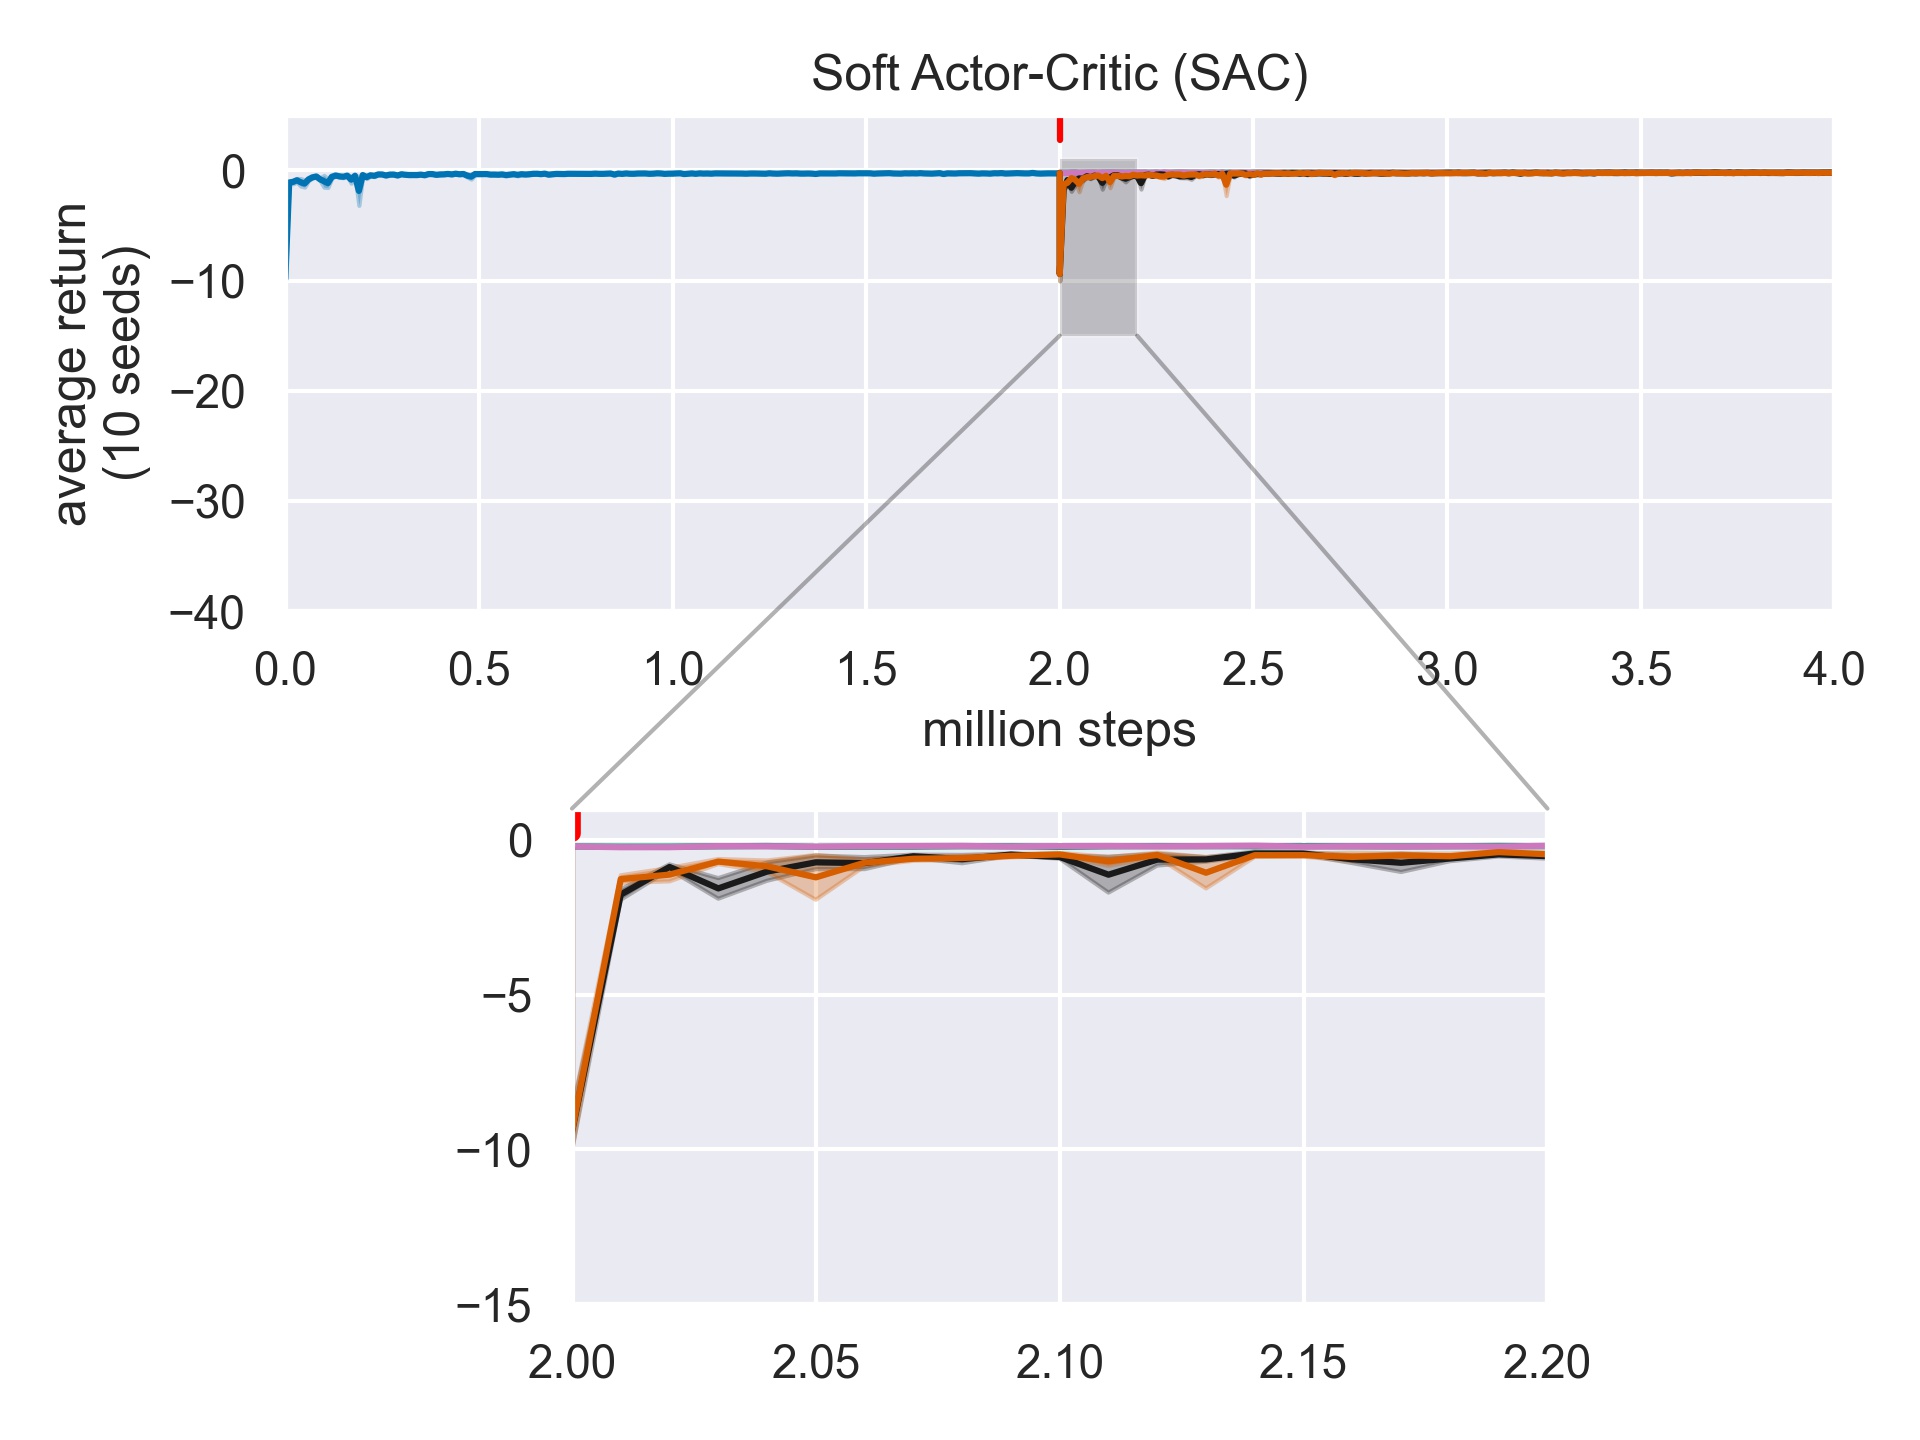 Soft Actor-Critic (SAC)
average return
(10 seeds)
0
−10
−20
−30
−40
0.0 0.5 1.0 1.5 2.0 2.5 3.0 3.5 4.0
million steps
0
−5
−10
−15
2.00 2.05 2.10 2.15 2.20